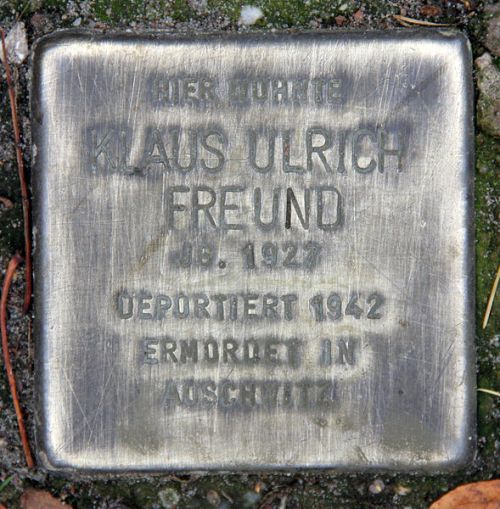 HIER WOHNTE
KLAUS ULRICH
FREUND
JG. 1927
DEPORTIERT 1942
ERMORDET IN
AUSCHWITZ